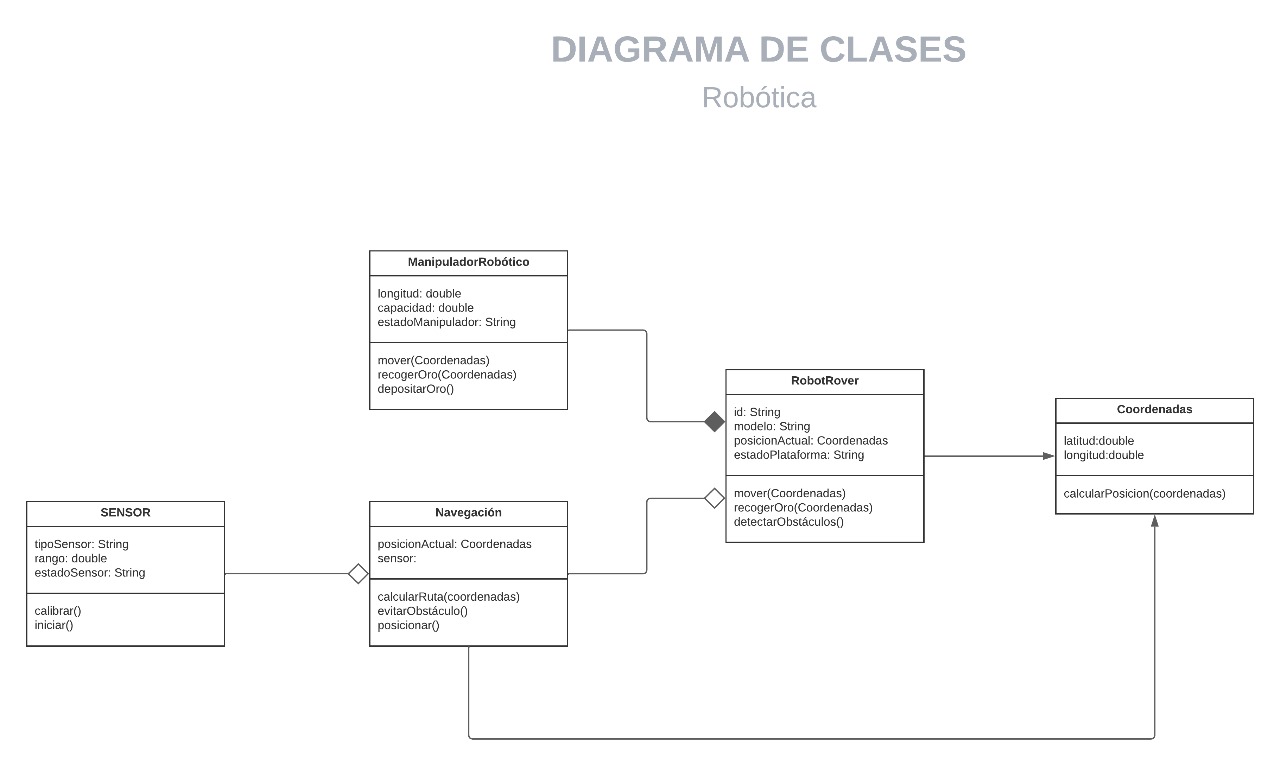 DIAGRAMA DE CLASES
Robótica
ManipuladorRobótico
longitud: double
capacidad: double
estadoManipulador: String
mover(Coordenadas)
recogerOro(Coordenadas)
depositarOro()
RobotRover
id: String
modelo: String
posicionActual: Coordenadas
estadoPlataforma: String
mover(Coordenadas)
recogerOro(Coordenadas)
detectarObstáculos()
Coordenadas
latitud:double
longitud:double
calcularPosicion(coordenadas)
SENSOR
tipoSensor: String
rango: double
estadoSensor: String
calibrar()
iniciar()
Navegación
posicionActual: Coordenadas
sensor:
calcularRuta(coordenadas)
evitarObstáculo()
posicionar()